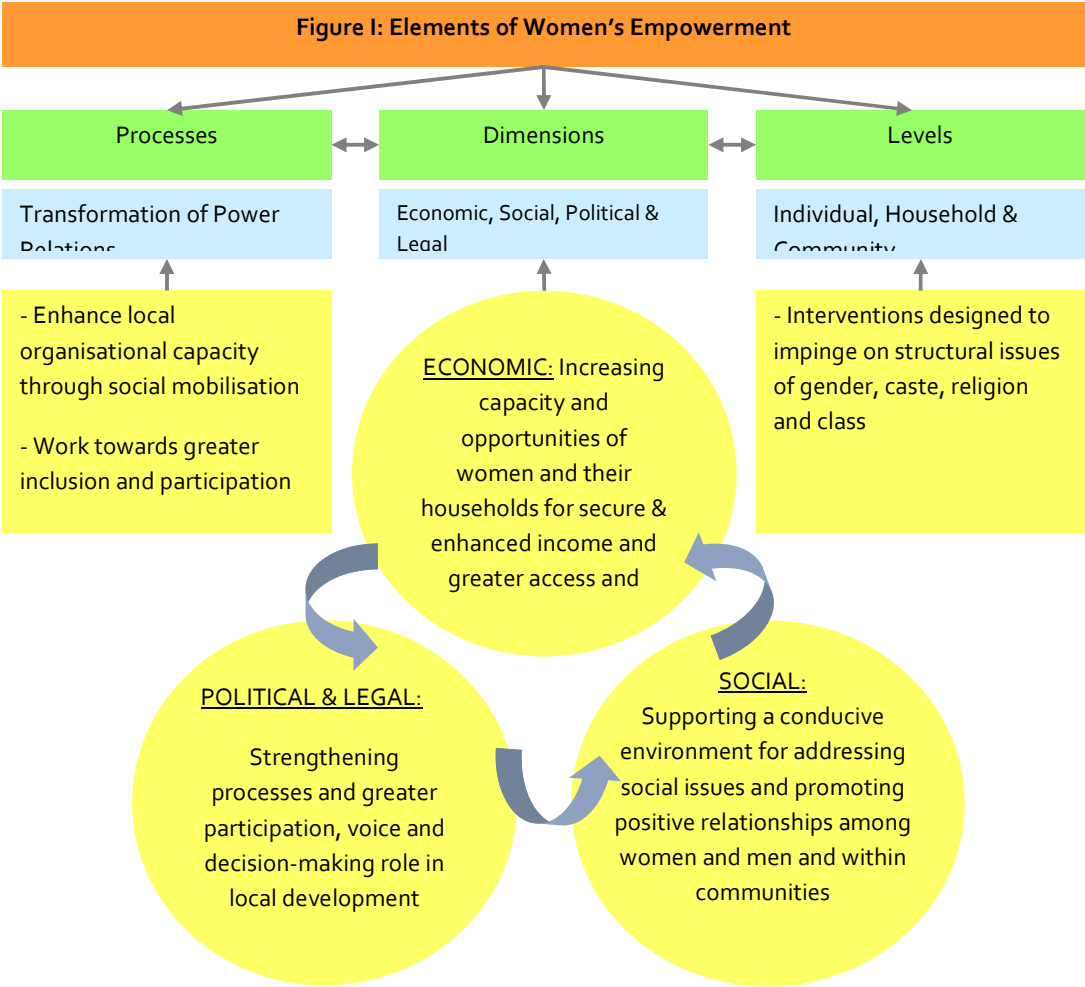 Figure I: Elements of Women’s Empowerment
Processes
Dimensions
Levels
Transformation of Power
Relations
Economic, Social, Political &
Legal
Individual, Household &
Community
- Enhance local
organisational capacity
through social mobilisation
- Work towards greater
inclusion and participation
ECONOMIC: Increasing
capacity and
opportunities of
women and their
households for secure &
enhanced income and
greater access and
- Interventions designed to
impinge on structural issues
of gender, caste, religion
and class
POLITICAL & LEGAL:
Strengthening
processes and greater
participation, voice and
decision-making role in
local development
SOCIAL:
Supporting a conducive
environment for addressing
social issues and promoting
positive relationships among
women and men and within
communities